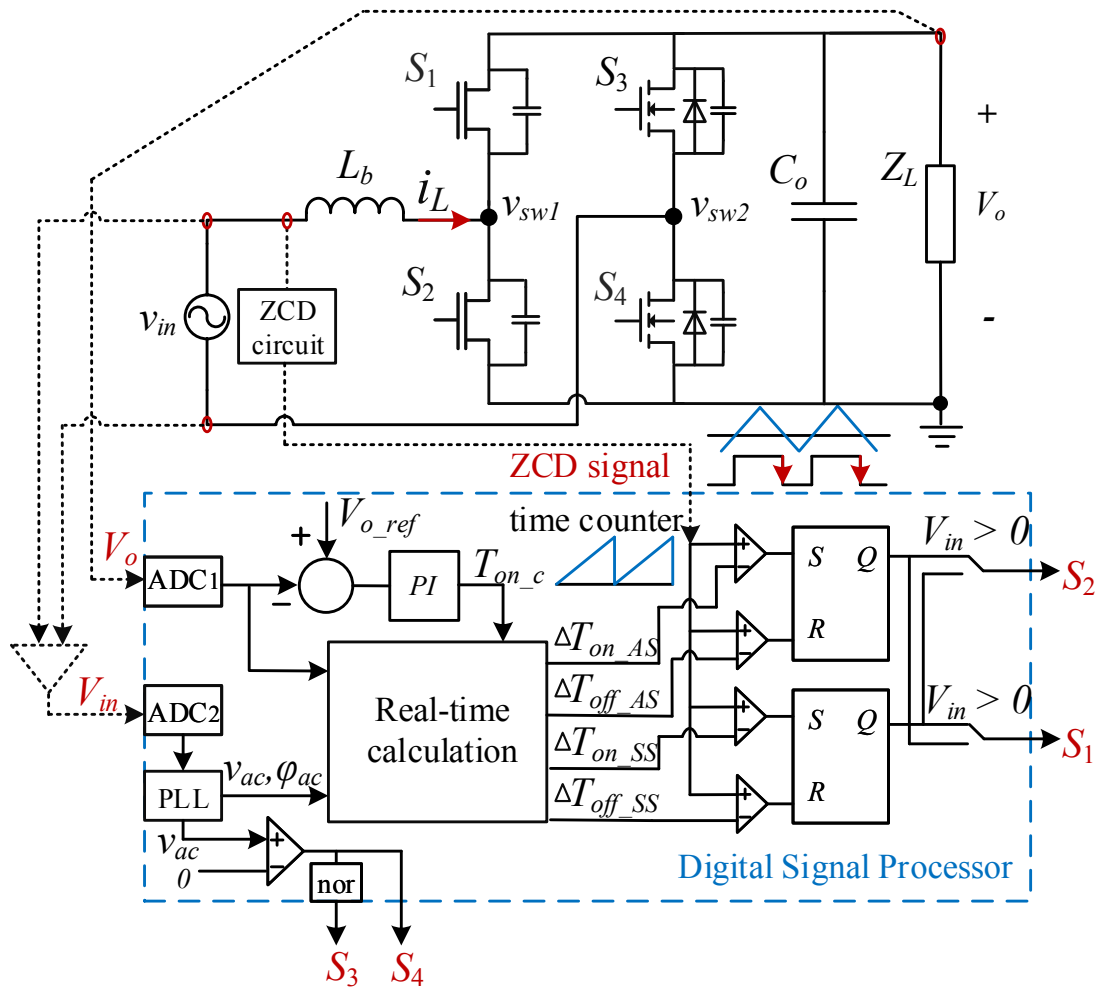 S1
S3
Lb
iL
vsw1
vsw2
Co
ZL
+
Vo
-
S2
S4
vin
ZCD
circuit
ZCD signal
time counter
Vo
ADC1
+
Vo_ref
−
PI
Ton_c
Real-time
calculation
ΔTon_AS
ΔToff_AS
ΔTon_SS
ΔToff_SS
+
−
+
−
+
−
+
−
S Q
R
S Q
R
Vin > 0
S2
Vin > 0
S1
Vin
ADC2
PLL
vac,φac
vac
0
+
−
nor
S3
S4
Digital Signal Processor